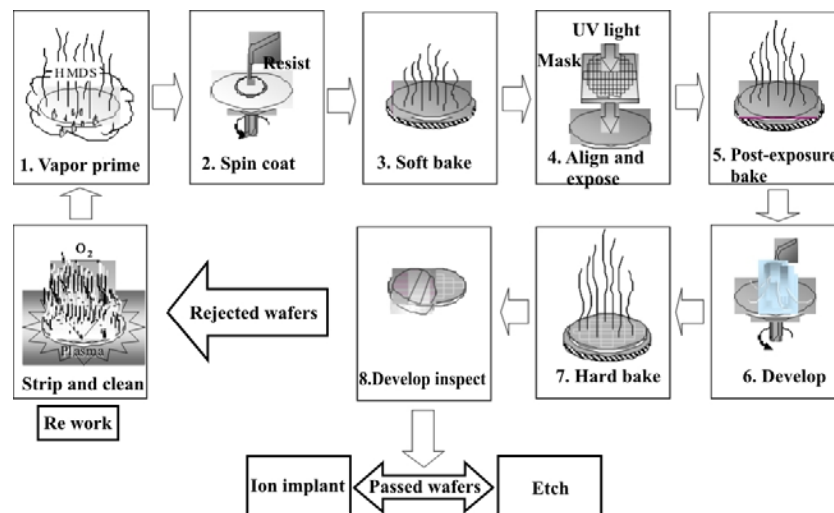 HMDS
1. Vapor prime
Resist
2. Spin coat
3. Soft bake
UV light
Mask
4. Align and
expose
5. Post-exposure
bake
6. Develop
7. Hard bake
8.Develop inspect
Rejected wafers
O2
Plasma
Strip and clean
Re work
Ion implant
Passed wafers
Etch